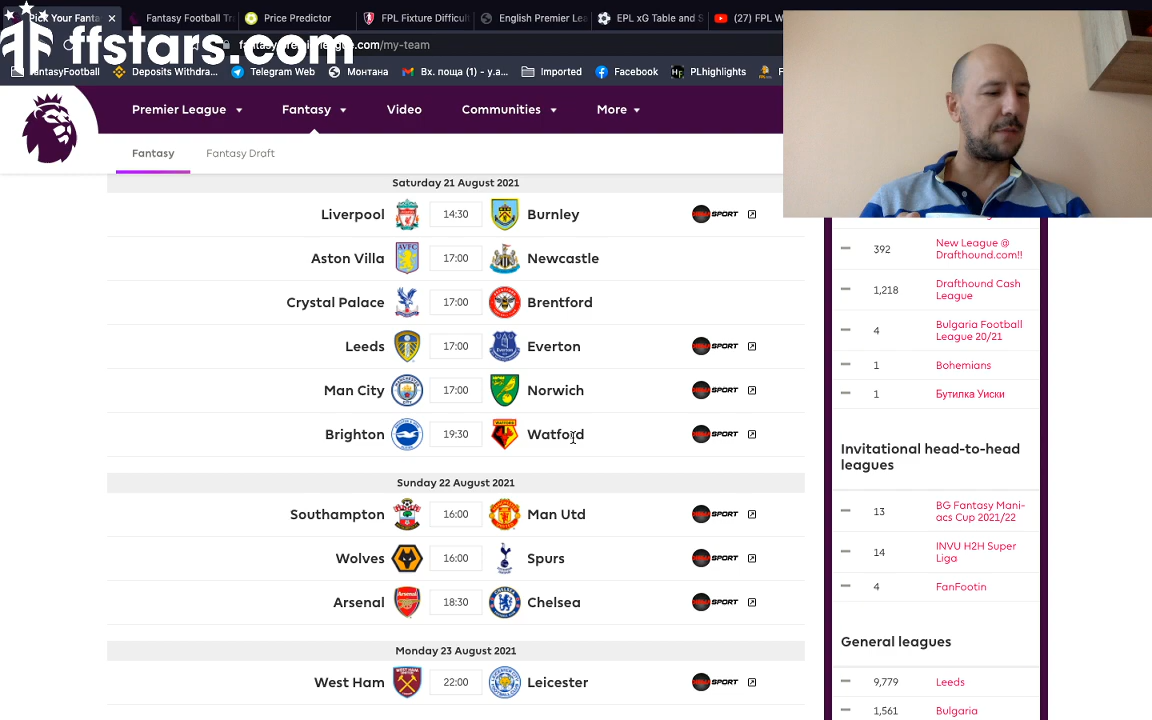 Pick Your Fanta
Fantasy Football Tra
Price Predictor
FPL Fixture Difficult
English Premier Lea
EPL xG Table and S
(27) FPL W
ffstars.com
fantasy.premierleague.com/my-team
FantasyFootball
Deposits Withdra...
Telegram Web
Монтана
Вх. поща (1) - y.a...
Imported
Facebook
PLhighlights
Premier League
Fantasy
Video
Communities
More
Fantasy
Fantasy Draft
Saturday 21 August 2021
Liverpool 14:30 Burnley
Aston Villa AVFC 17:00 Newcastle
Crystal Palace 17:00 Brentford
Leeds 17:00 Everton
Man City 17:00 Norwich
Brighton 19:30 Watford
Sunday 22 August 2021
Southampton 16:00 Man Utd
Wolves 16:00 Spurs
Arsenal 18:30 Chelsea
Monday 23 August 2021
West Ham 22:00 Leicester
SPORT
SPORT
SPORT
SPORT
SPORT
SPORT
SPORT
SPORT
392 New League @
Drafthound.com!!
1,218 Drafthound Cash
League
4 Bulgaria Football
League 20/21
1 Bohemians
1 Бутилка Уиски
Invitational head-to-head
leagues
13 BG Fantasy Mani-
acs Cup 2021/22
14 INVU H2H Super
Liga
4 FanFootin
General leagues
9,779 Leeds
1,561 Bulgaria